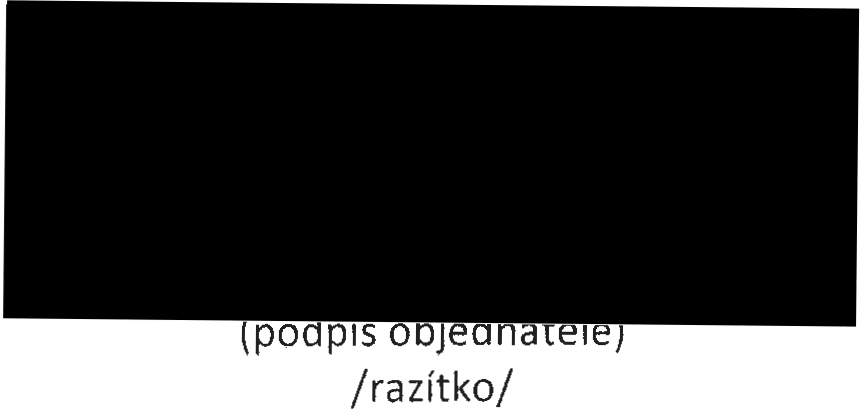 (podpis objednatele)
/razítko/